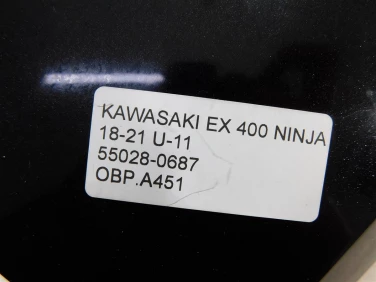 KAWASAKI EX 400 NINJA
18-21 U-11
55028-0687
OBP.A451